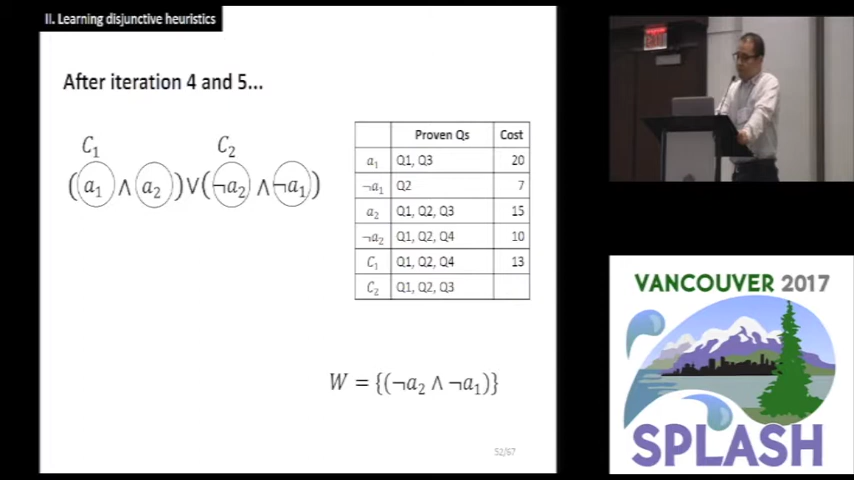 II. Learning disjunctive heuristics
After iteration 4 and 5...
C₁ C₂
(a₁ ∧ a₂ )∨(¬a₂ ∧ ¬a₁)
Proven Qs Cost
a₁ Q1, Q3 20
¬a₁ Q2 7
a₂ Q1, Q2, Q3 15
¬a₂ Q1, Q2, Q4 10
C₁ Q1, Q2, Q4 13
C₂ Q1, Q2, Q3
W = {(¬a₂ ∧ ¬a₁)}
52/67
EXIT
VANCOUVER 2017
SPLASH